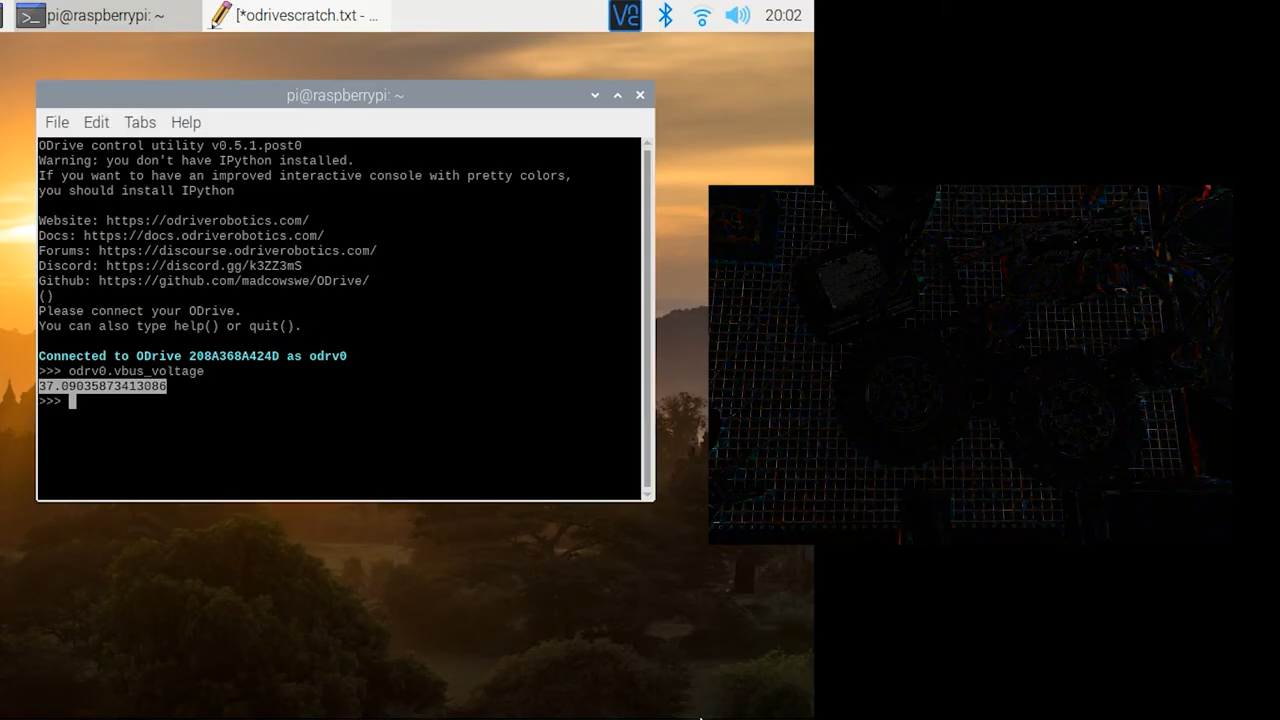 pi@raspberrypi: ~
[*odrivescratch.txt - ...
20:02
pi@raspberrypi: ~
File Edit Tabs Help
ODrive control utility v0.5.1.post0
Warning: you don't have IPython installed.
If you want to have an improved interactive console with pretty colors,
you should install IPython
Website: https://odriverobotics.com/
Docs: https://docs.odriverobotics.com/
Forums: https://discourse.odriverobotics.com/
Discord: https://discord.gg/k3ZZ3mS
Github: https://github.com/madcowswe/ODrive/
()
Please connect your ODrive.
You can also type help() or quit().
Connected to ODrive 208A368A424D as odrv0
>>> odrv0.vbus_voltage
37.09035873413086
>>>